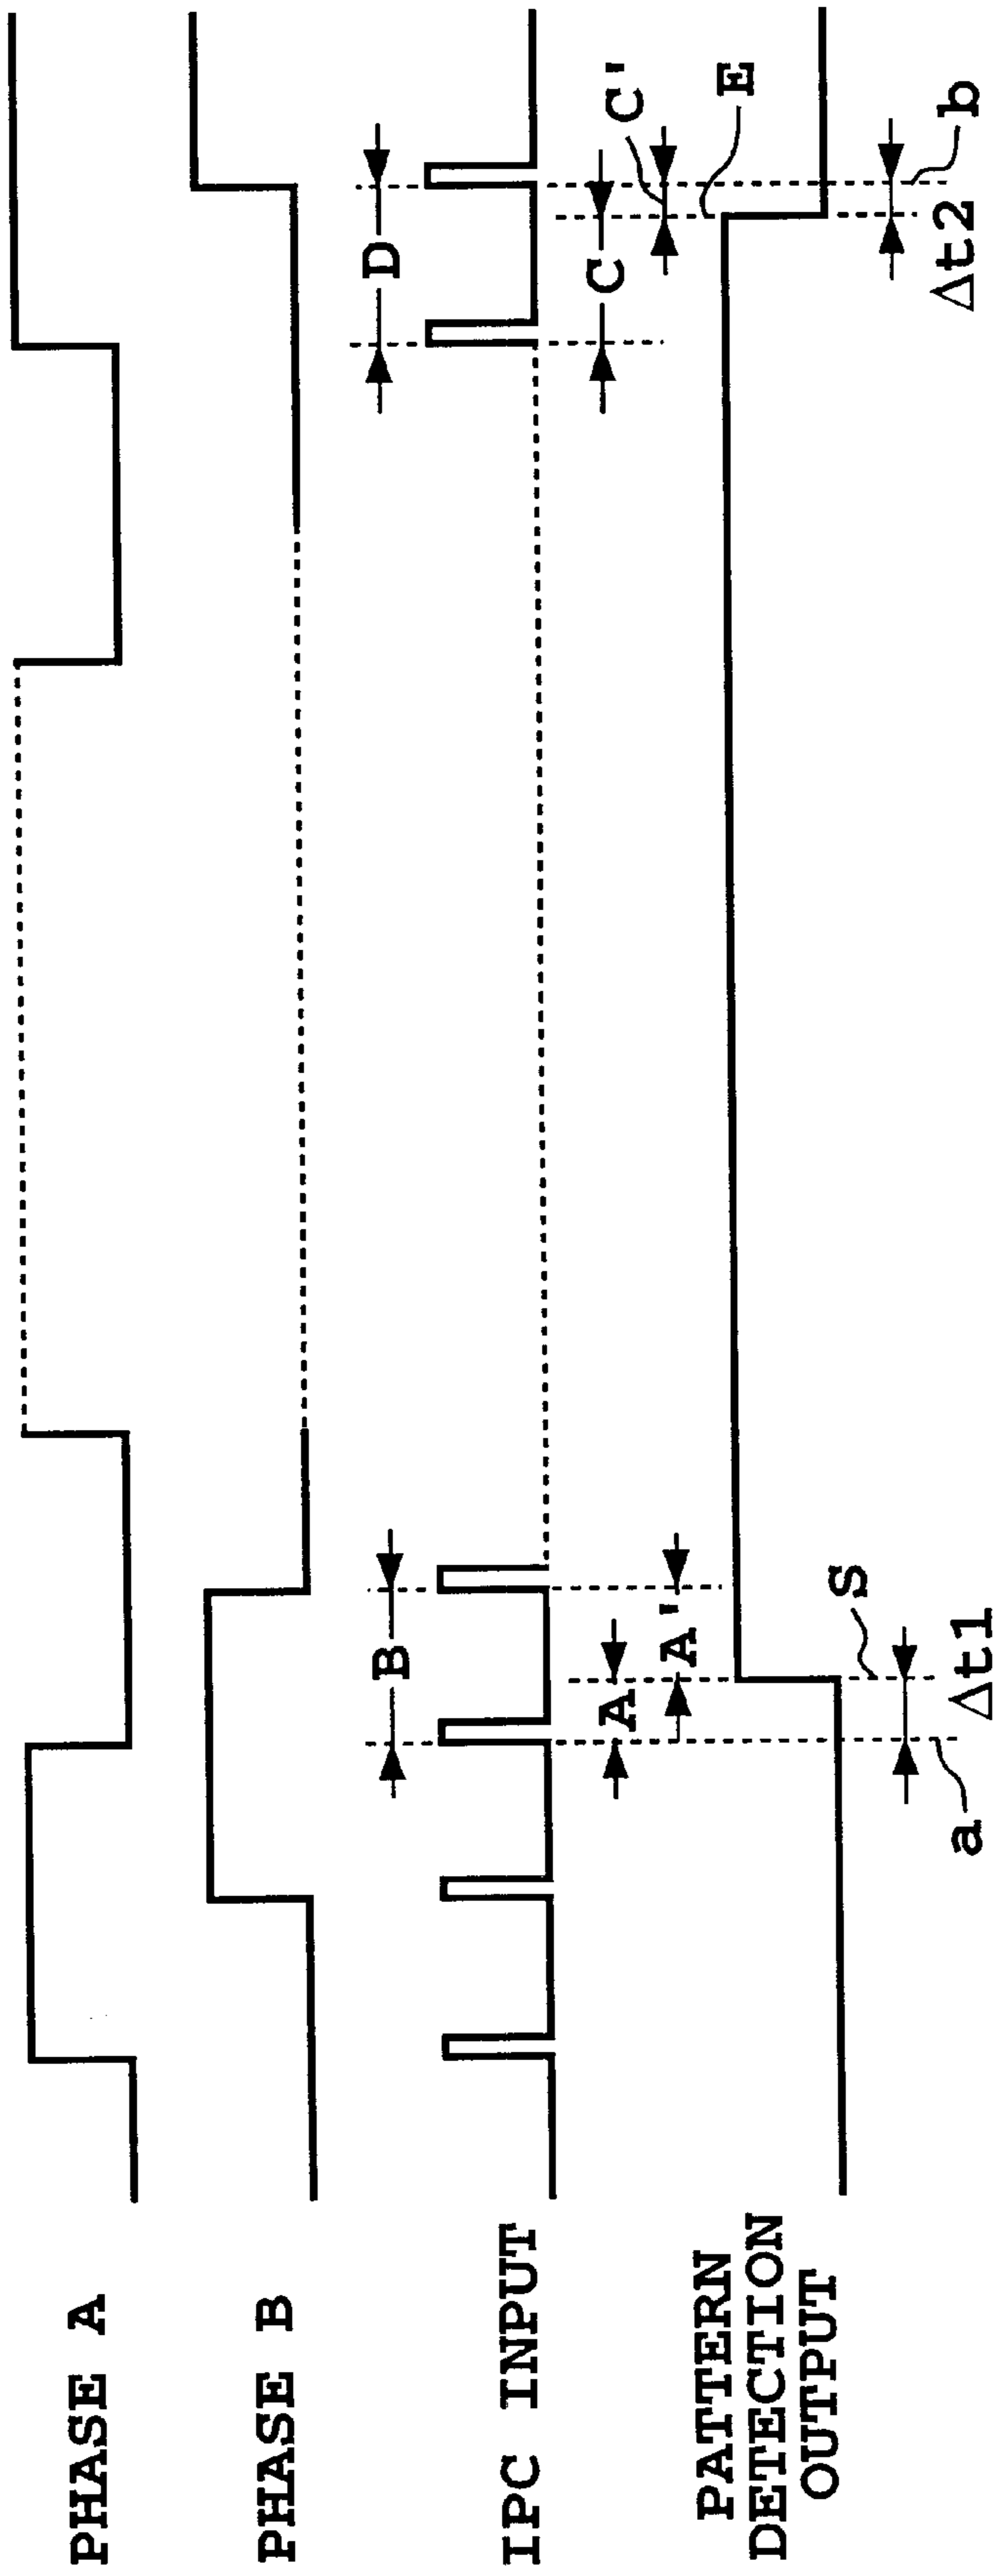 PHASE A
PHASE B
B
D
IPC INPUT
A
A'
C
C'
PATTERN
DETECTION
OUTPUT
S
E
a
Δt1
Δt2
b